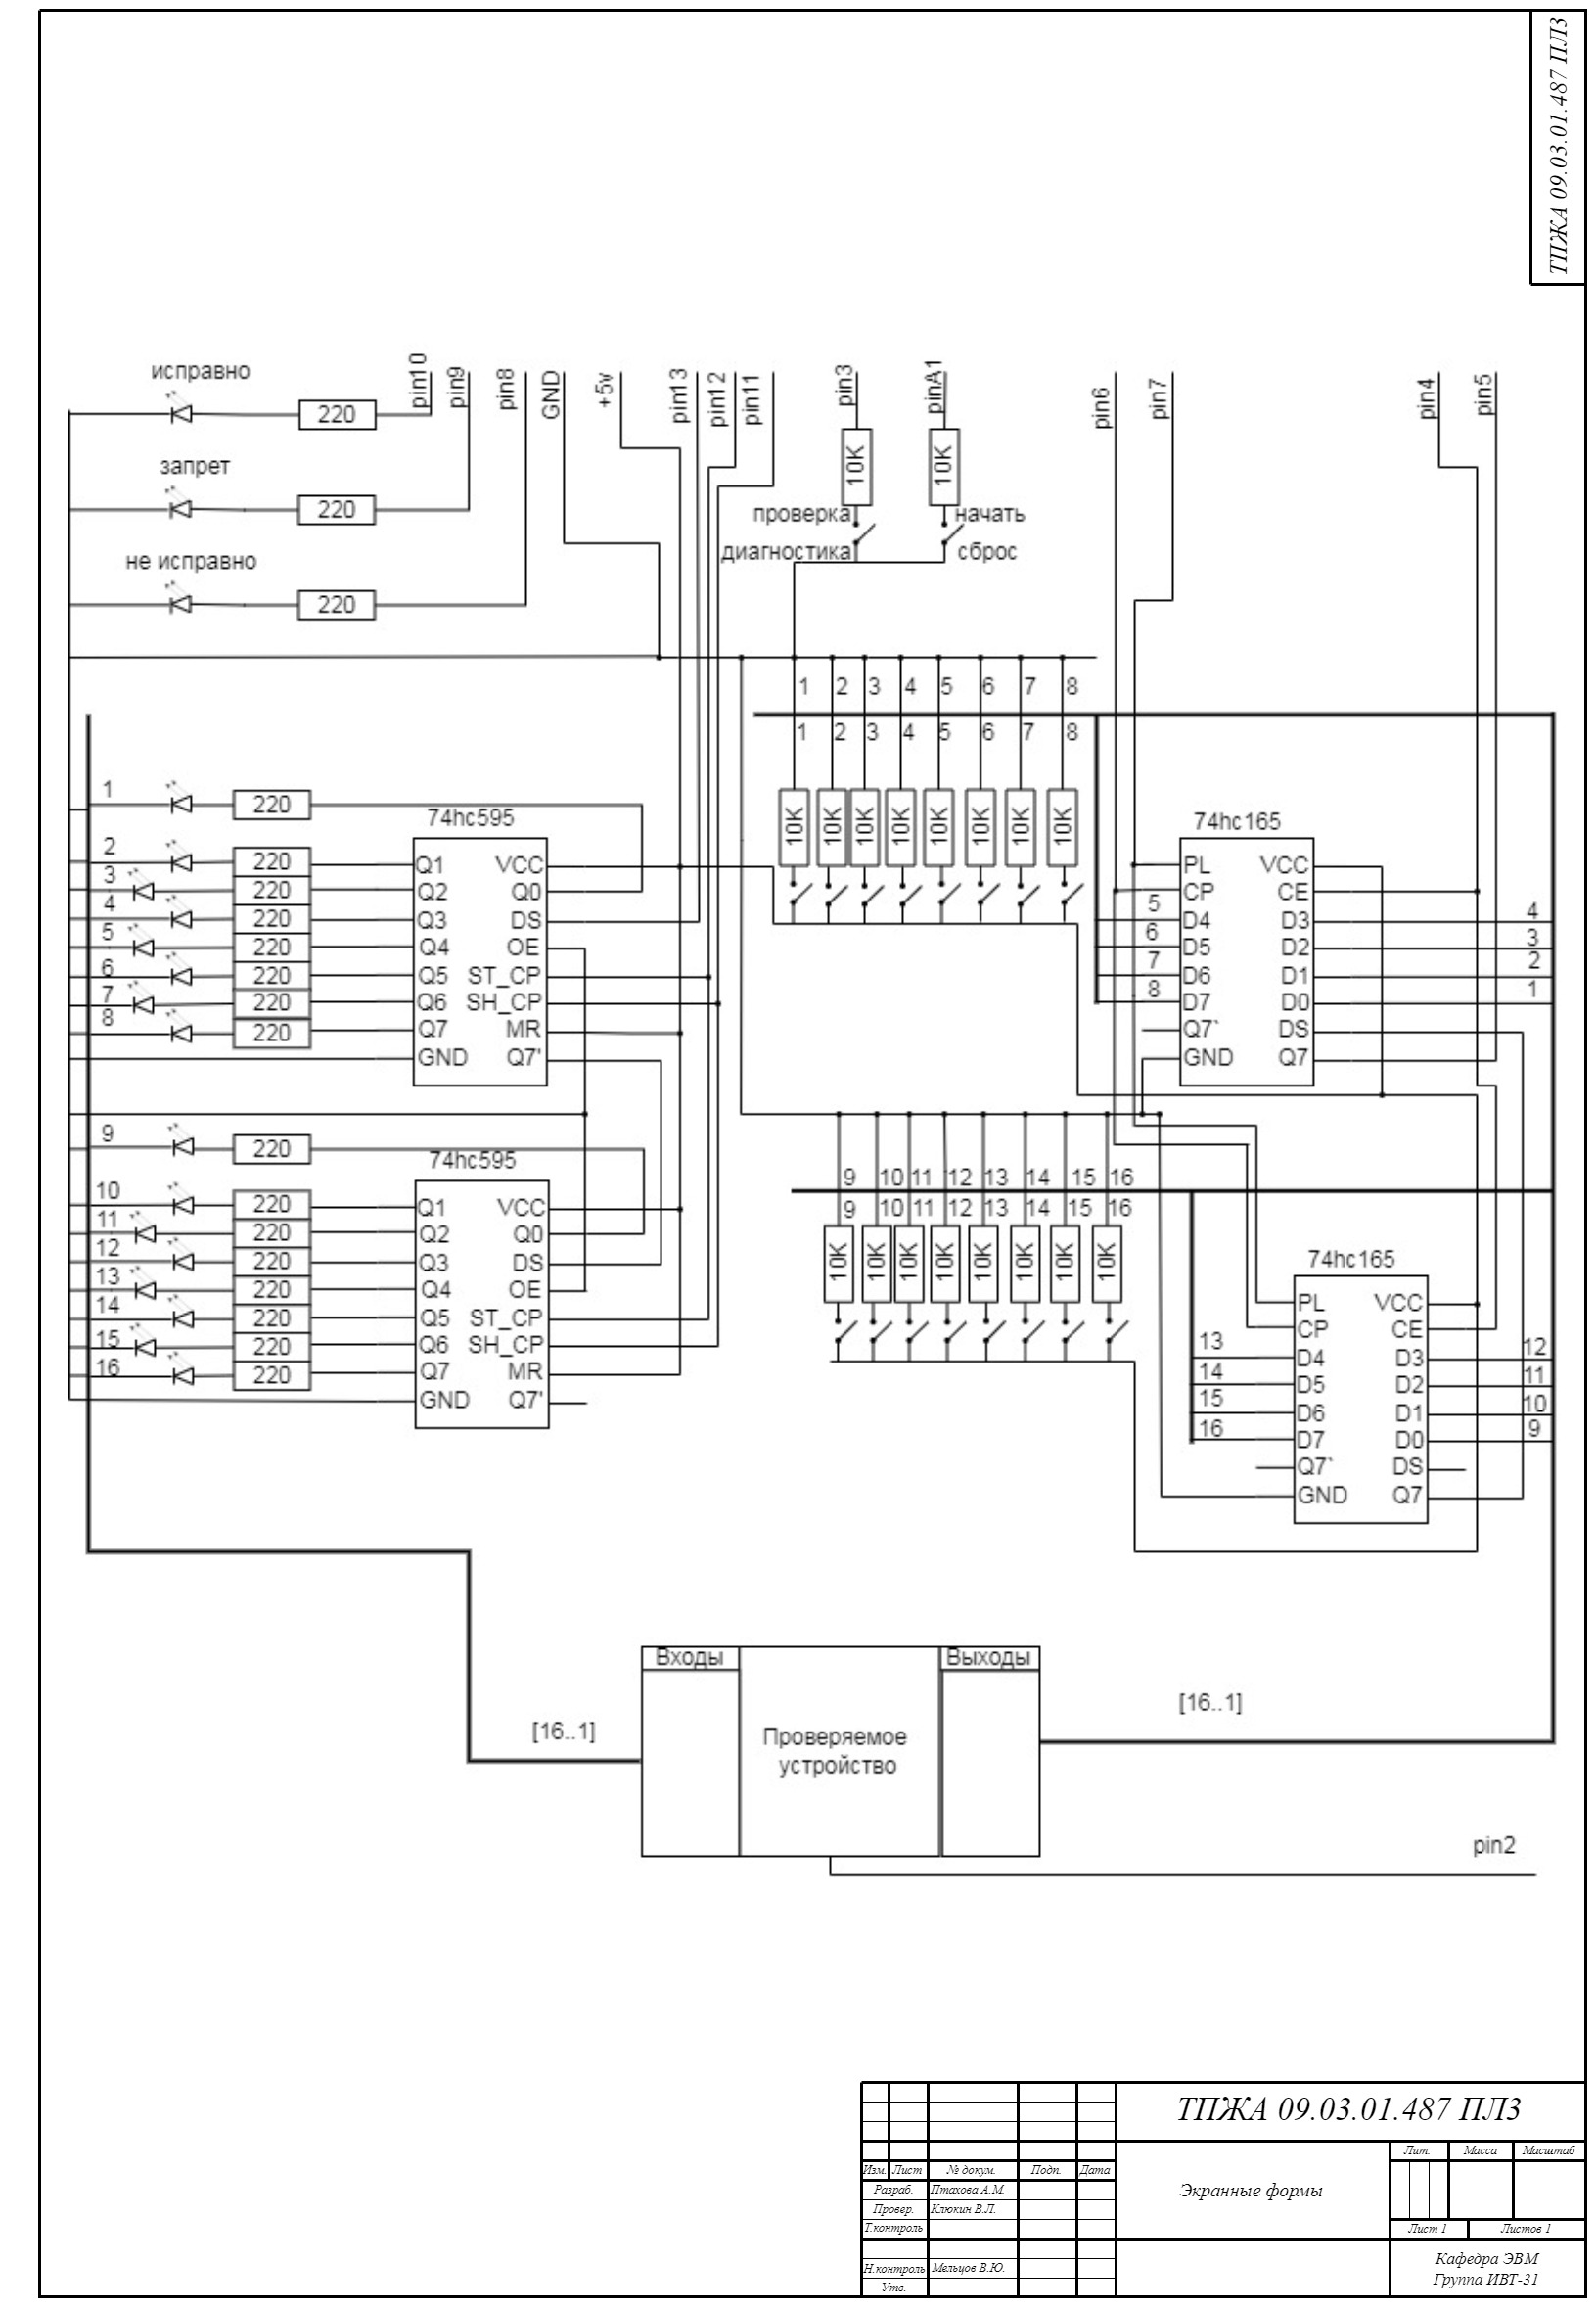 ТПЖА 09.03.01.487 ПЛЗ
исправно
запрет
не исправно
220
220
220
pin10
pin9
pin8
GND
+5v
pin13
pin12
pin11
pin3
pinA1
pin6
pin7
pin4
pin5
10K
10K
проверка
начать
диагностика
сброс
1 2 3 4 5 6 7 8
1 2 3 4 5 6 7 8
10K 10K 10K 10K 10K 10K 10K 10K
1
220
74hc595
2
220
Q1 VCC
3
220
Q2 Q0
4
220
Q3 DS
5
220
Q4 OE
6
220
Q5 ST_CP
7
220
Q6 SH_CP
8
220
Q7 MR
GND Q7'
74hc165
PL VCC
CP CE
5
D4 D3
4
6
D5 D2
3
7
D6 D1
2
8
D7 D0
1
Q7` DS
GND Q7
9
220
74hc595
10
220
Q1 VCC
11
220
Q2 Q0
12
220
Q3 DS
13
220
Q4 OE
14
220
Q5 ST_CP
15
220
Q6 SH_CP
16
220
Q7 MR
GND Q7'
9 10 11 12 13 14 15 16
9 10 11 12 13 14 15 16
10K 10K 10K 10K 10K 10K 10K 10K
74hc165
PL VCC
CP CE
13
D4 D3
12
14
D5 D2
11
15
D6 D1
10
16
D7 D0
9
Q7` DS
GND Q7
Входы
Выходы
[16..1]
[16..1]
Проверяемое
устройство
pin2
ТПЖА 09.03.01.487 ПЛЗ
Лит. Масса Масштаб
Изм. Лист № докум. Подп. Дата
Разраб. Птахова А.М.
Экранные формы
Провер. Клюкин В.Л.
Т.контроль
Лист 1 Листов 1
Н.контроль Мельцов В.Ю.
Утв.
Кафедра ЭВМ
Группа ИВТ-31